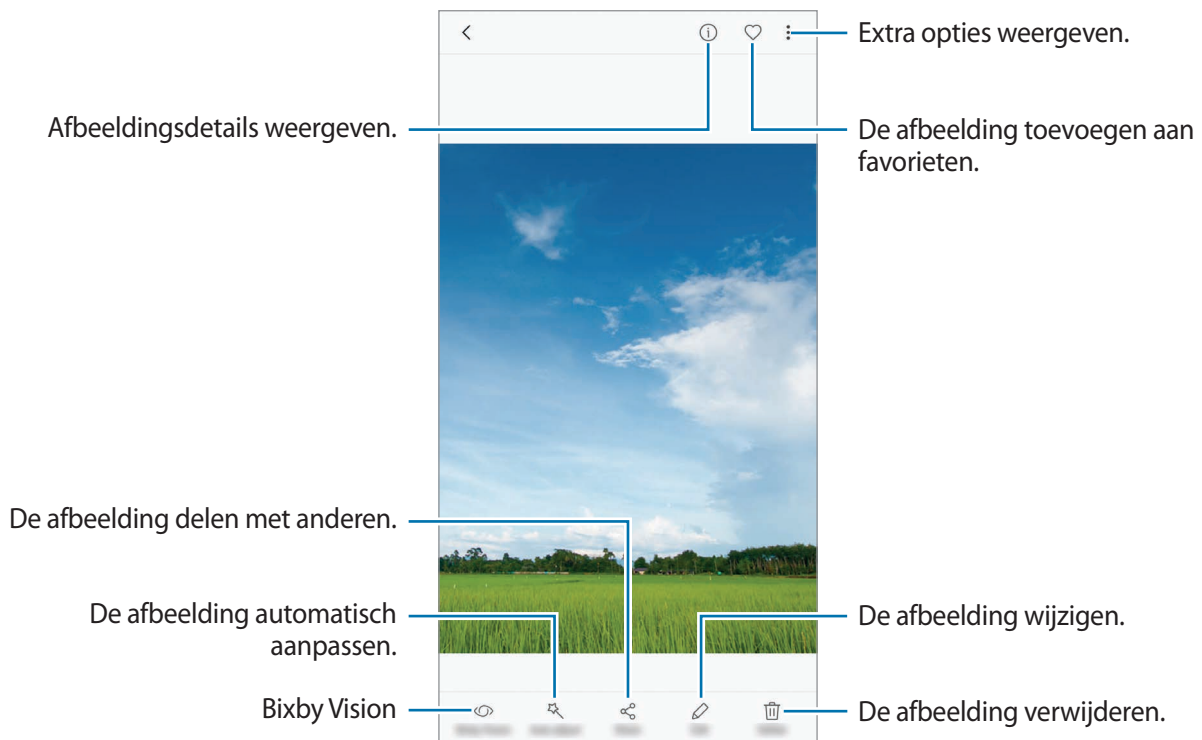 Extra opties weergeven.
Afbeeldingsdetails weergeven.
De afbeelding toevoegen aan
favorieten.
De afbeelding delen met anderen.
De afbeelding automatisch
aanpassen.
De afbeelding wijzigen.
Bixby Vision
De afbeelding verwijderen.